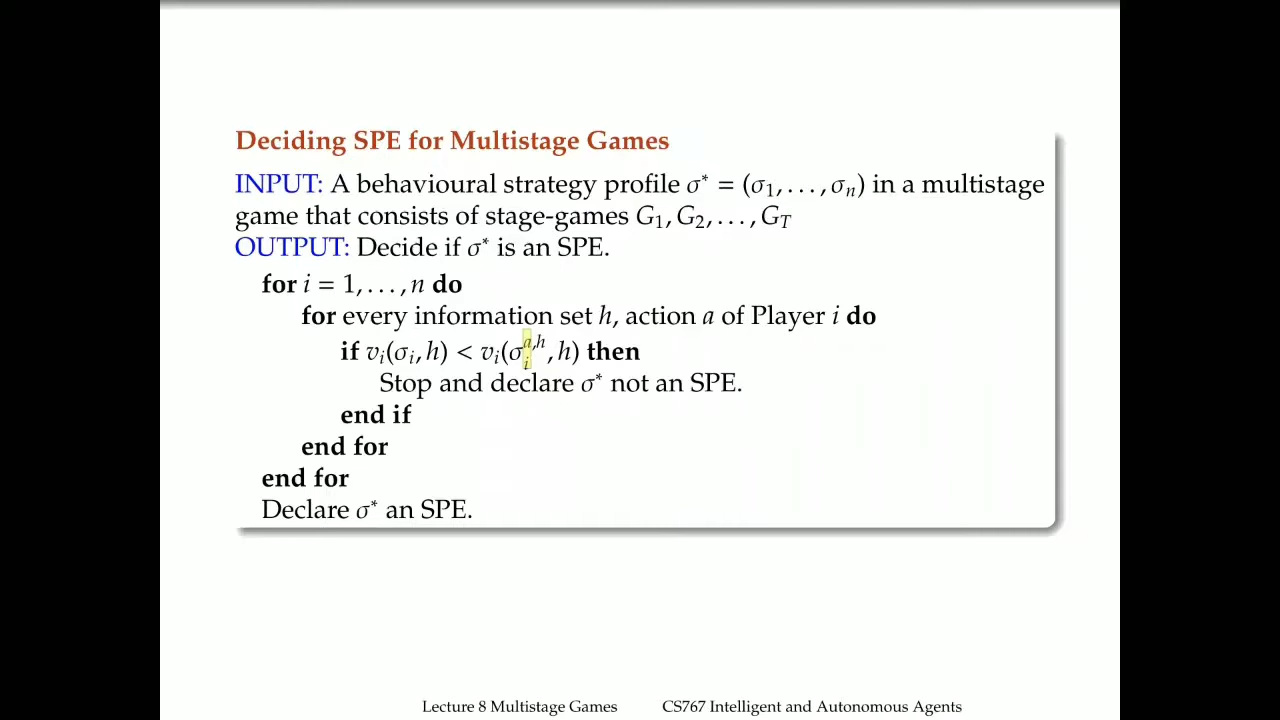 Deciding SPE for Multistage Games
INPUT: A behavioural strategy profile σ* = (σ₁, . . . , σₙ) in a multistage
game that consists of stage-games G₁, G₂, . . . , G_T
OUTPUT: Decide if σ* is an SPE.
for i = 1, . . . , n do
for every information set h, action a of Player i do
if vᵢ(σᵢ, h) < vᵢ(σᵢ^{a,h}, h) then
Stop and declare σ* not an SPE.
end if
end for
end for
Declare σ* an SPE.
Lecture 8 Multistage Games CS767 Intelligent and Autonomous Agents